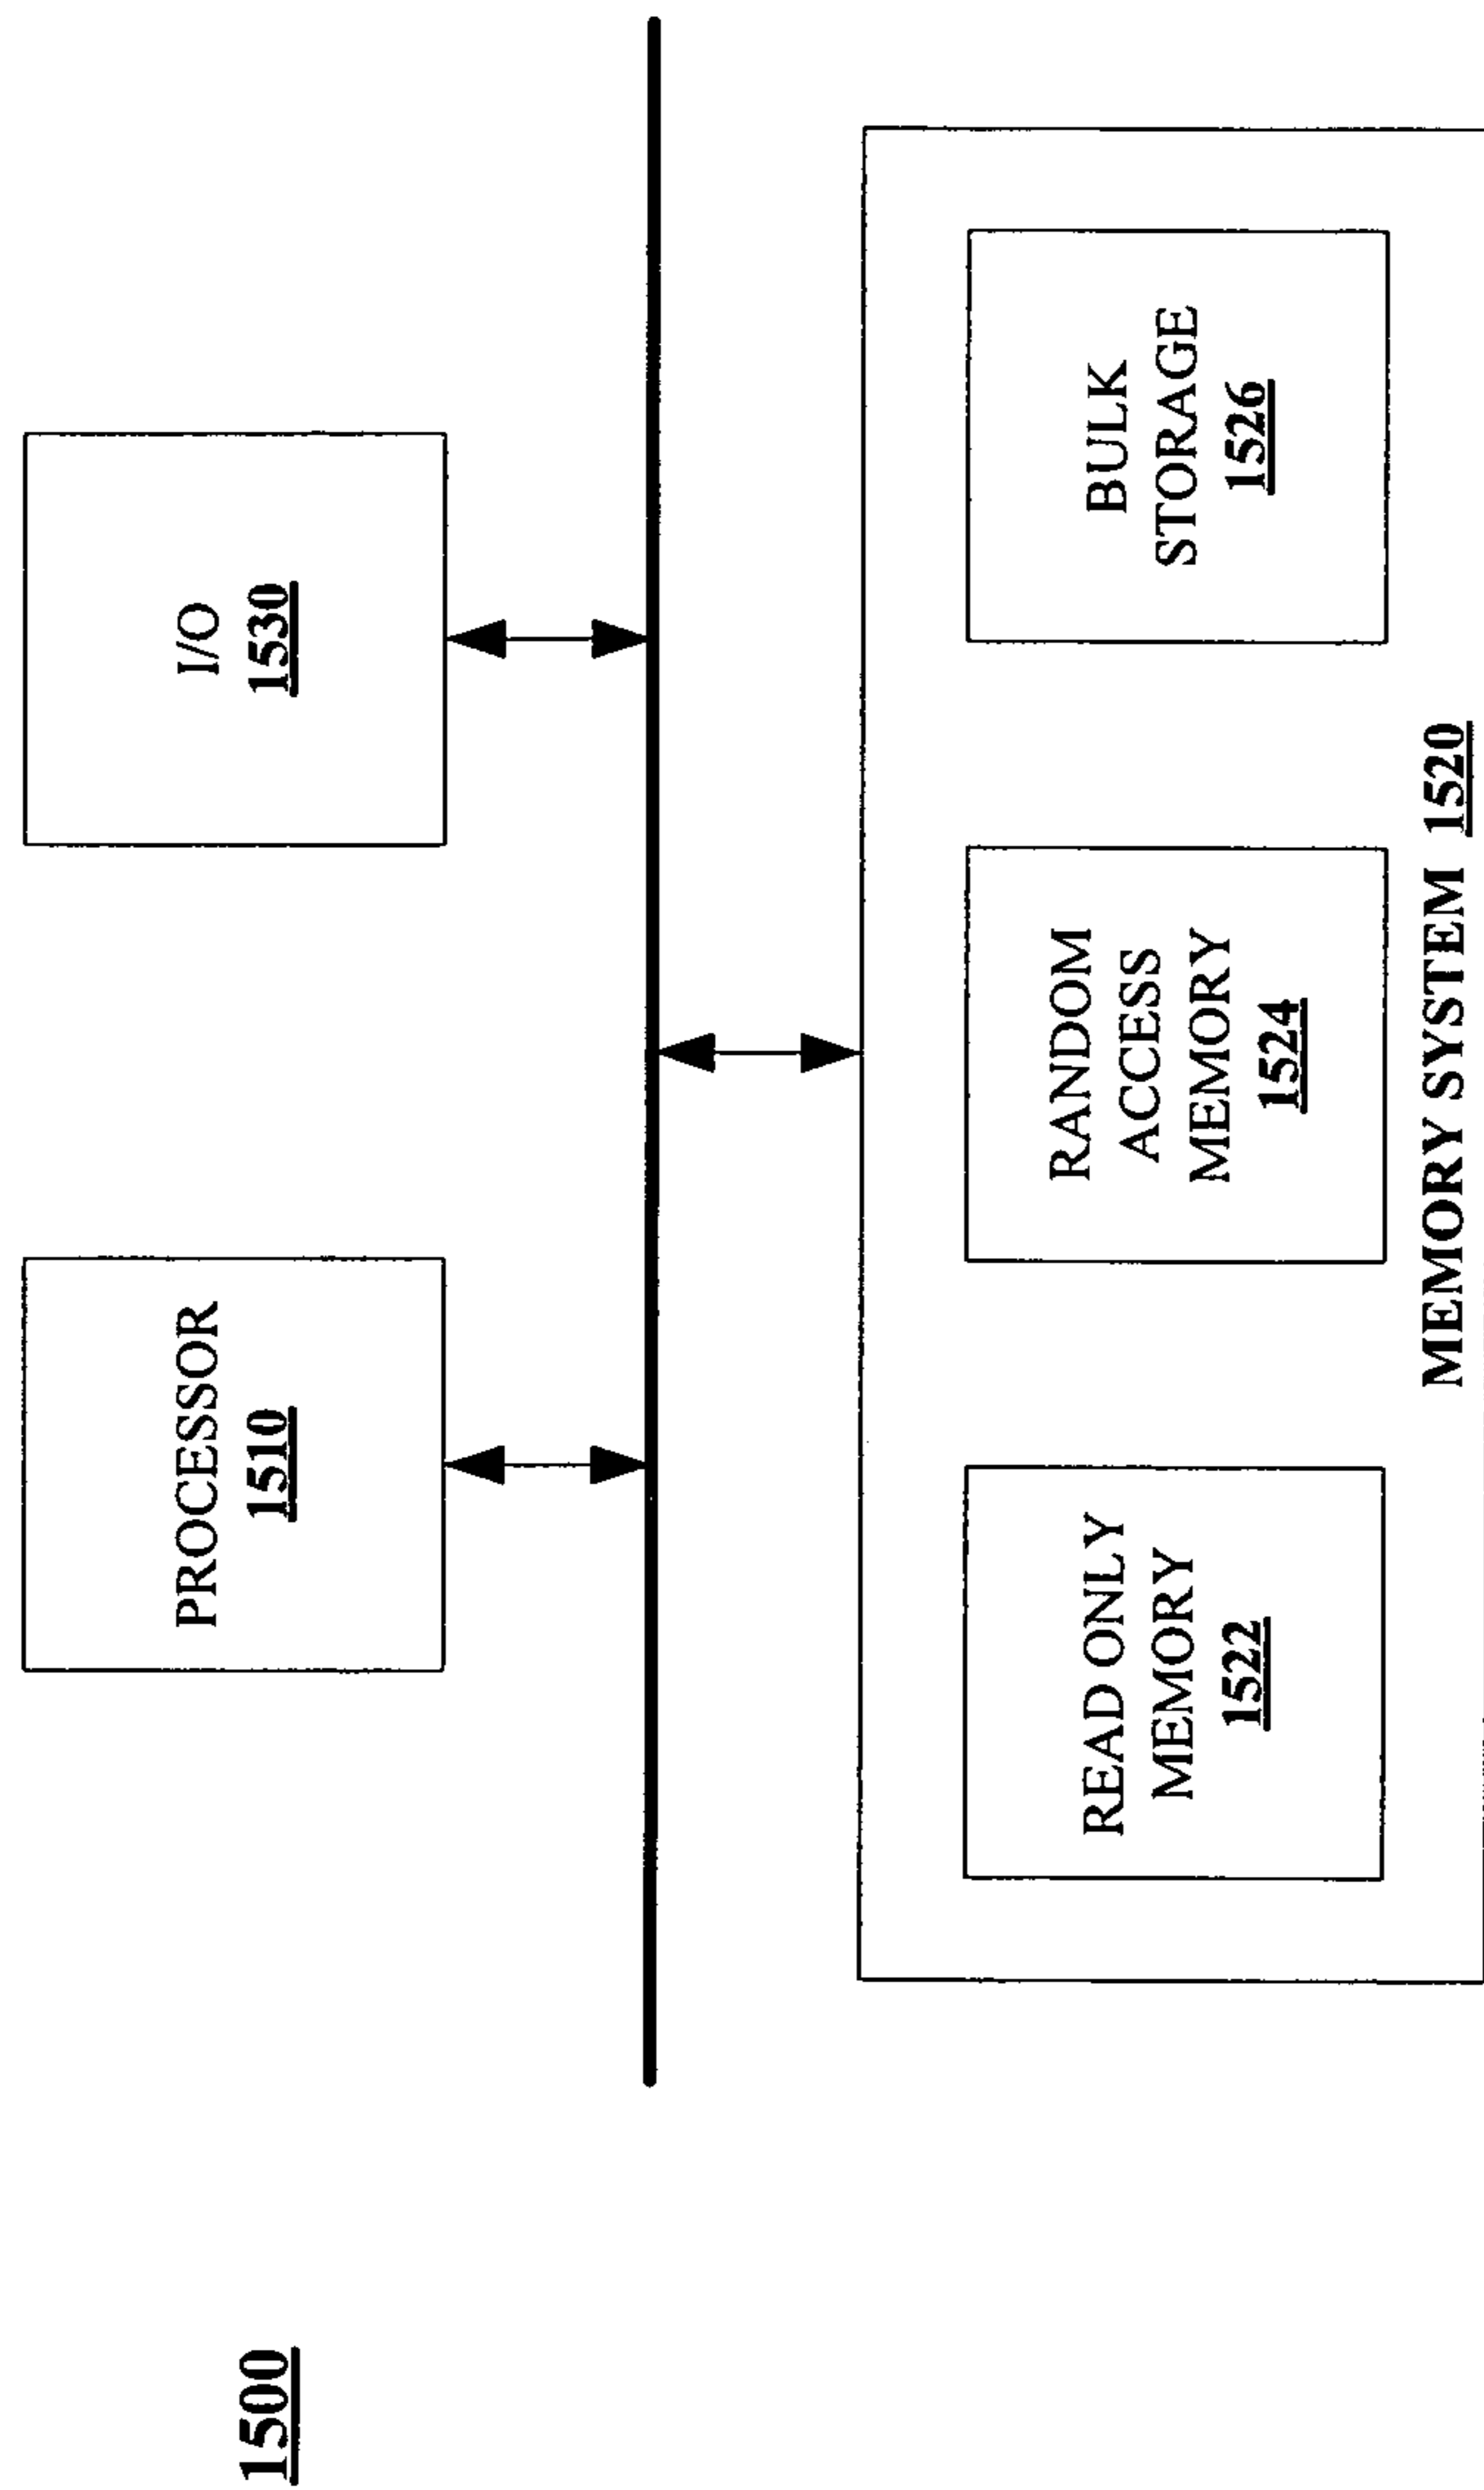 1500
PROCESSOR
1510
I/O
1530
READ ONLY
MEMORY
1522
RANDOM
ACCESS
MEMORY
1524
BULK
STORAGE
1526
MEMORY SYSTEM 1520